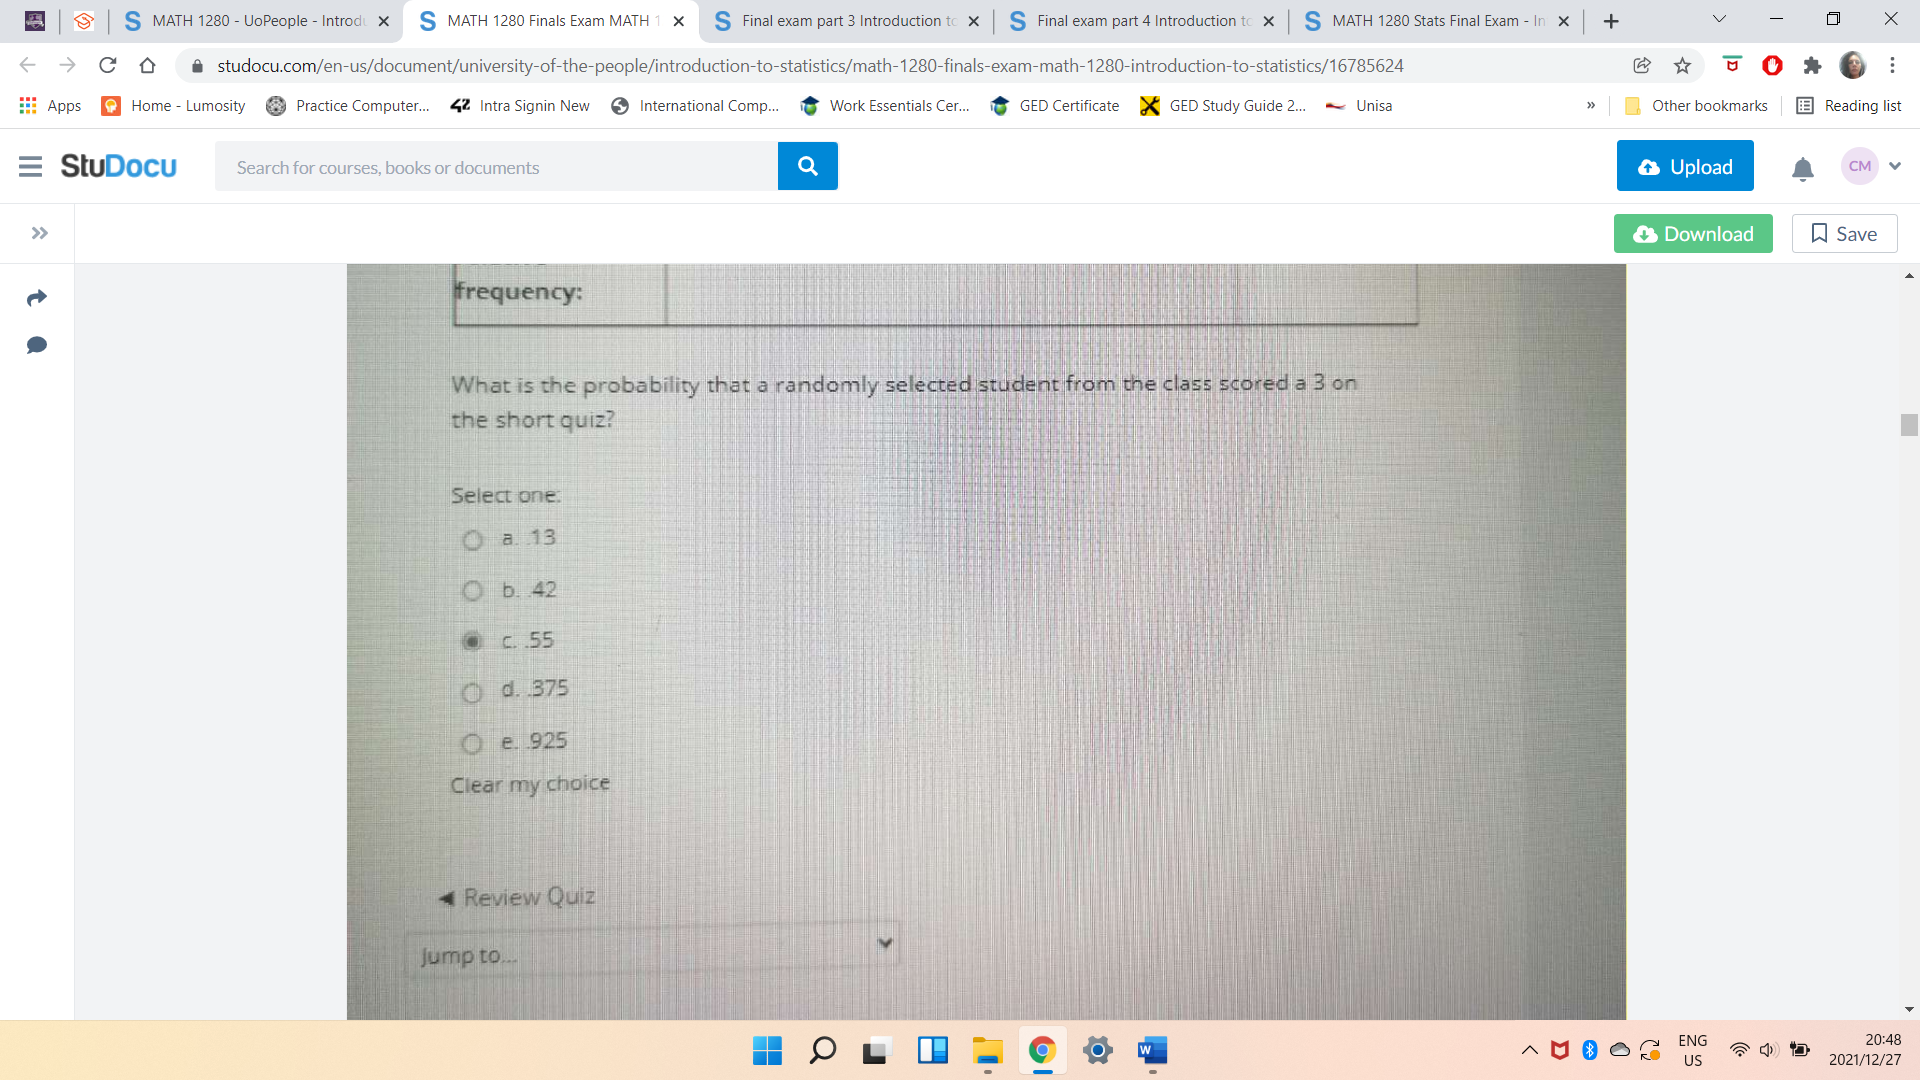 MATH 1280 - UoPeople - Introdu
MATH 1280 Finals Exam MATH 1
Final exam part 3 Introduction to
Final exam part 4 Introduction to
MATH 1280 Stats Final Exam - In
studocu.com/en-us/document/university-of-the-people/introduction-to-statistics/math-1280-finals-exam-math-1280-introduction-to-statistics/16785624
Apps
Home - Lumosity
Practice Computer...
Intra Signin New
International Comp...
Work Essentials Cer...
GED Certificate
GED Study Guide 2...
Unisa
»
Other bookmarks
Reading list
StuDocu
Search for courses, books or documents
Upload
CM
Download
Save
frequency:
What is the probability that a randomly selected student from the class scored a 3 on
the short quiz?
Select one:
a. .13
b. .42
c. .55
d. .375
e. .925
Clear my choice
◄ Review Quiz
Jump to...
ENG
US
20:48
2021/12/27